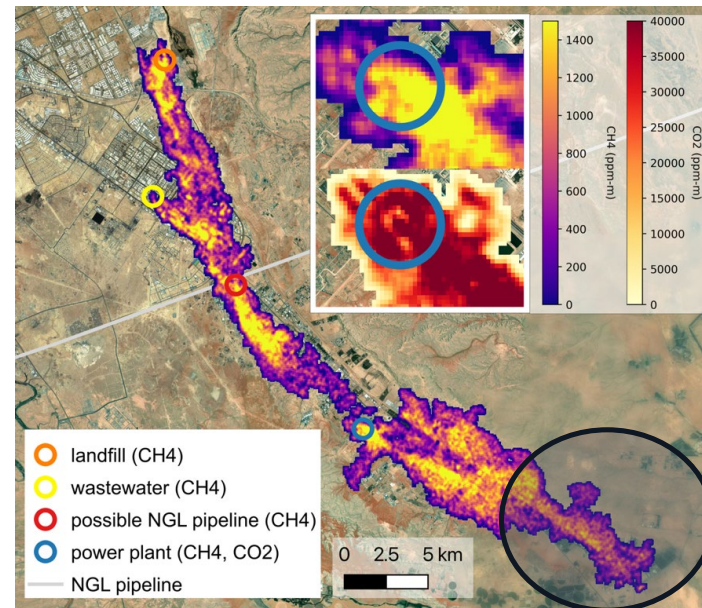 1400
1200
1000
800
600
400
200
0
CH4 (ppm-m)
40000
35000
30000
25000
20000
15000
10000
5000
0
CO2 (ppm-m)
landfill (CH4)
wastewater (CH4)
possible NGL pipeline (CH4)
power plant (CH4, CO2)
NGL pipeline
0 2.5 5 km